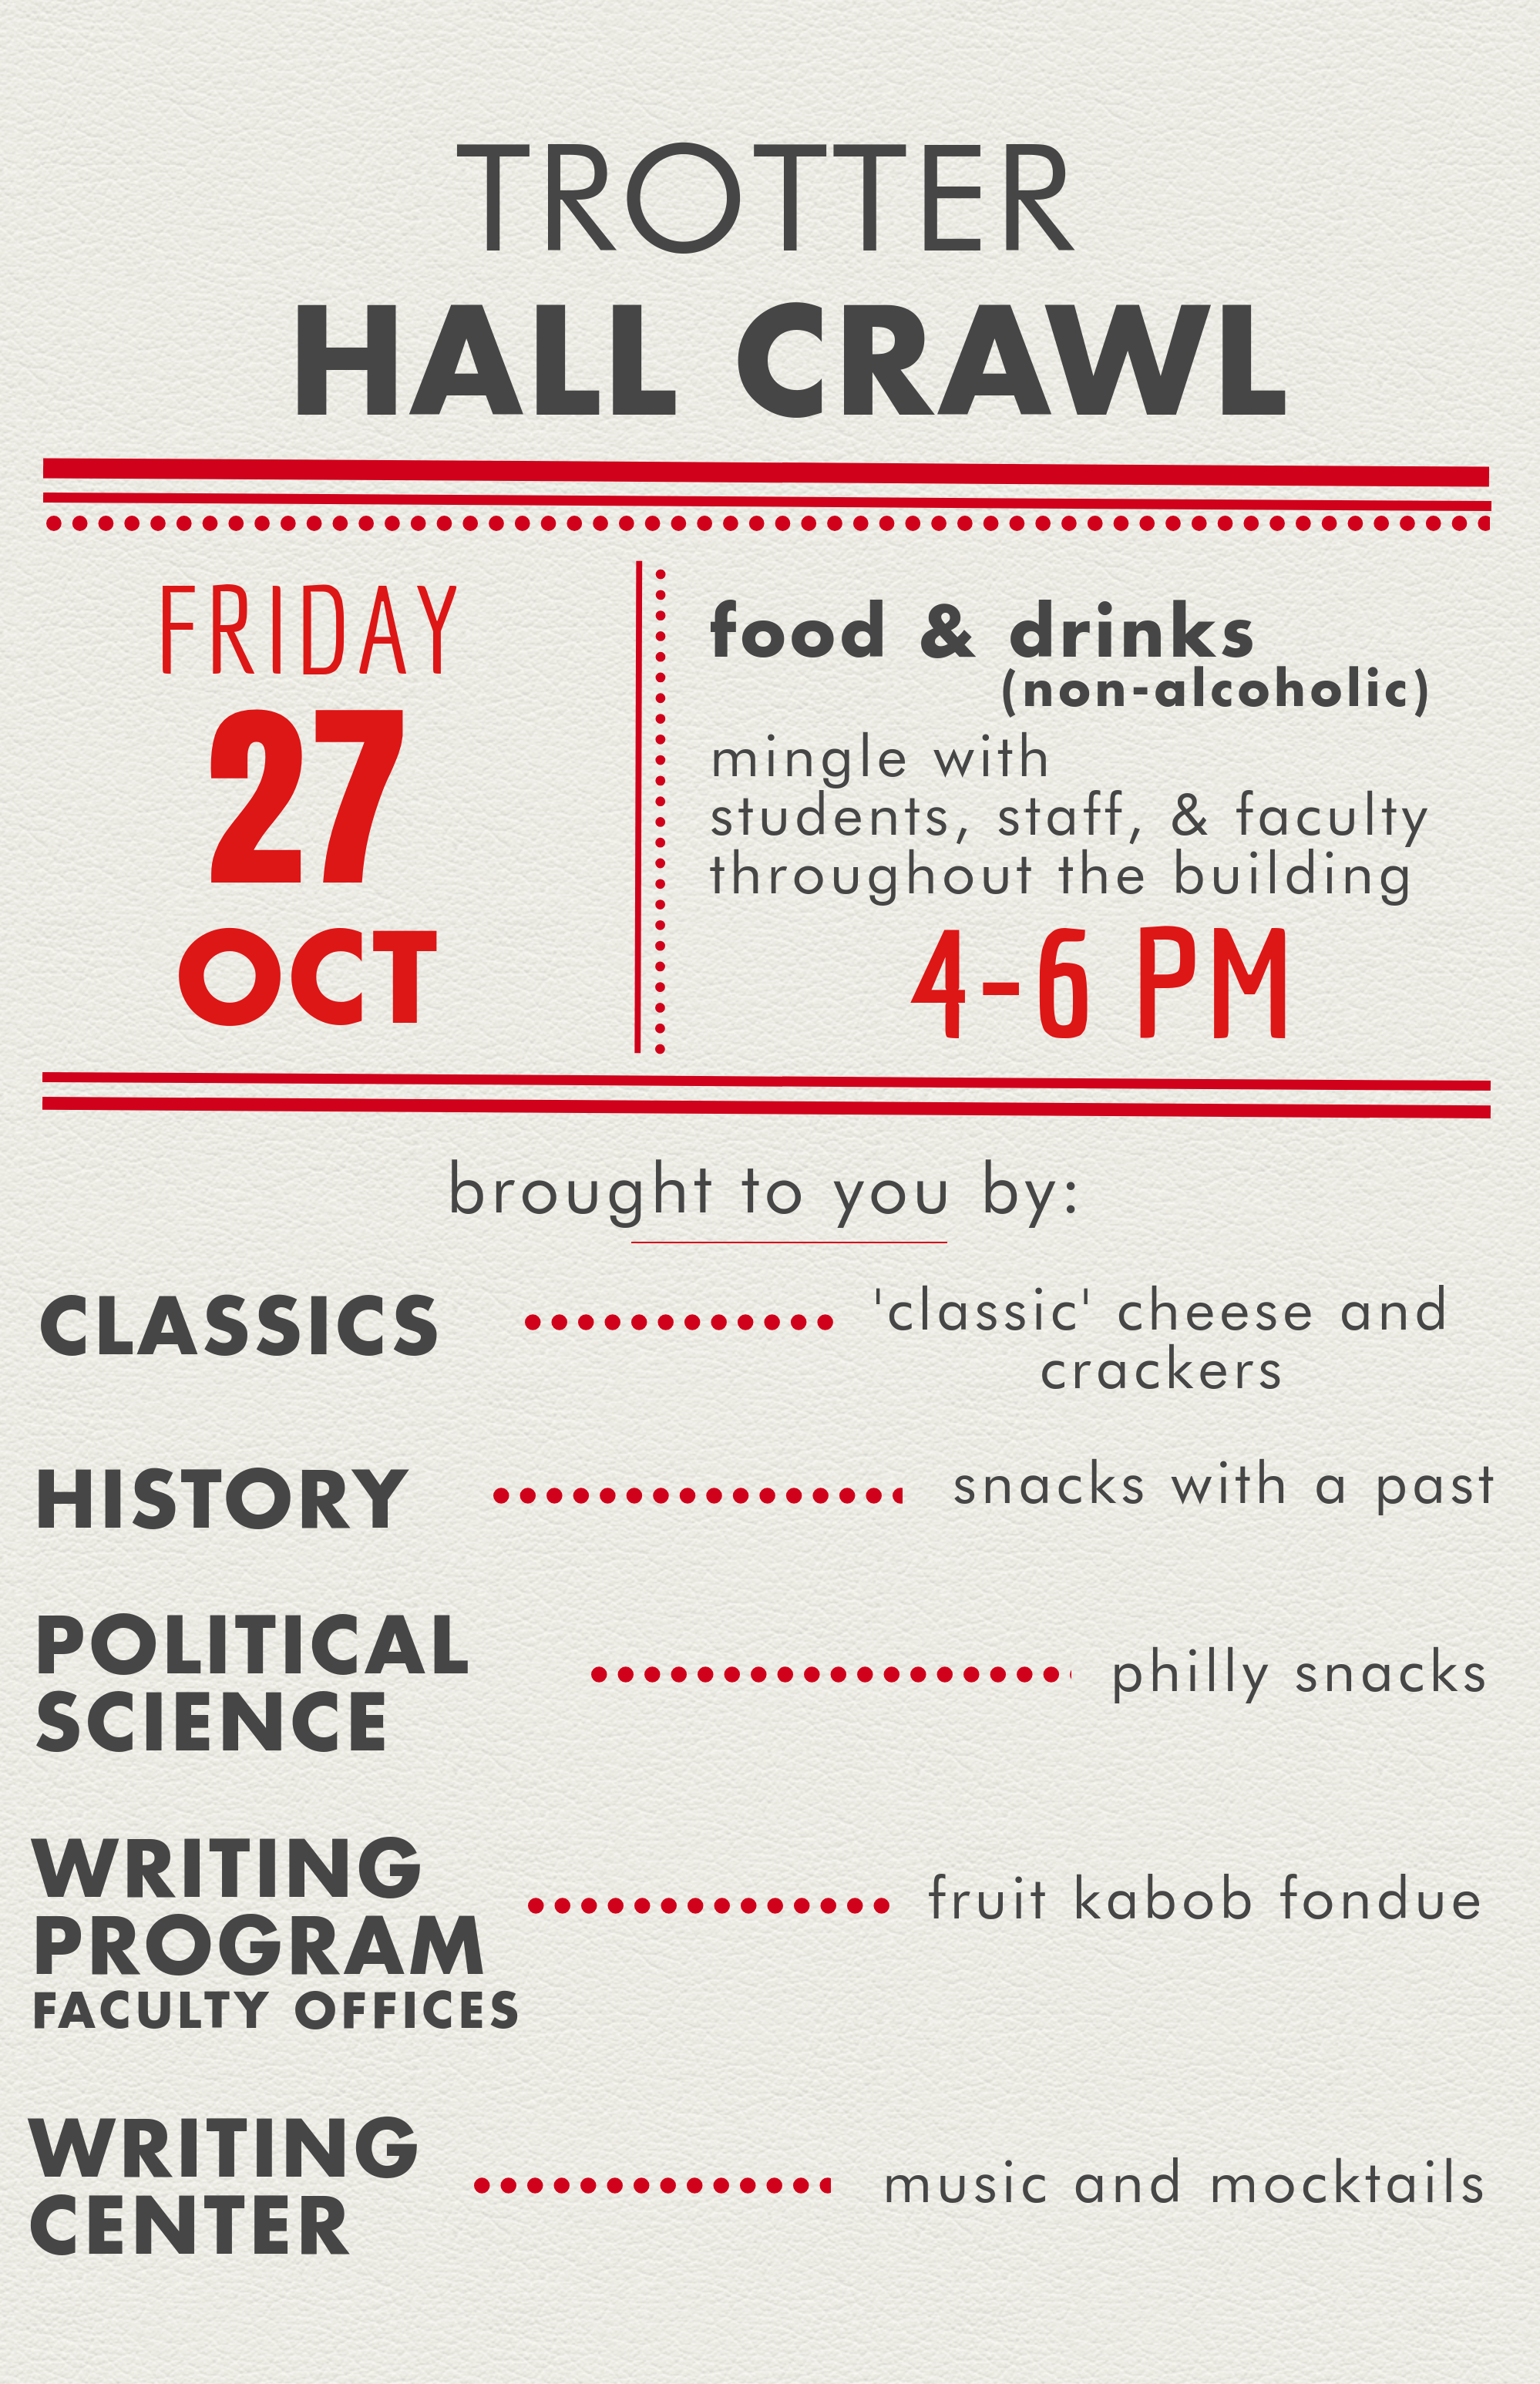 TROTTER
HALL CRAWL
FRIDAY
27
OCT
food & drinks
(non-alcoholic)
mingle with
students, staff, & faculty
throughout the building
4-6 PM
brought to you by:
CLASSICS
'classic' cheese and
crackers
HISTORY
snacks with a past
POLITICAL
SCIENCE
philly snacks
WRITING
PROGRAM
FACULTY OFFICES
fruit kabob fondue
WRITING
CENTER
music and mocktails